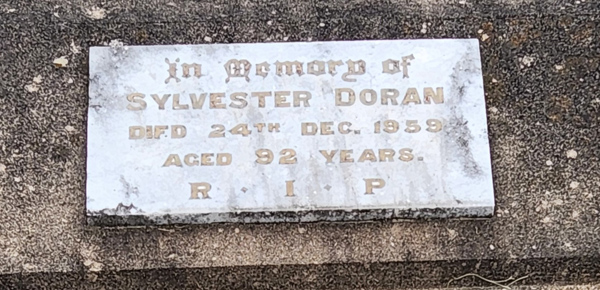 In Memory of
SYLVESTER DORAN
DIED 24TH DEC. 1959
AGED 92 YEARS.
R . I . P